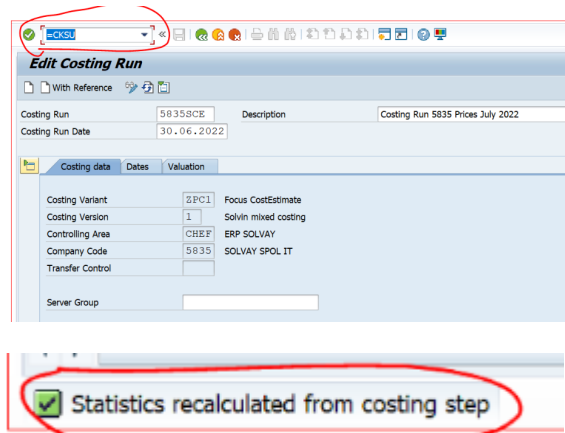 =CKSU
Edit Costing Run
With Reference
Costing Run 5835SCE Description Costing Run 5835 Prices July 2022
Costing Run Date 30.06.2022
Costing data Dates Valuation
Costing Variant ZPC1 Focus CostEstimate
Costing Version 1 Solvin mixed costing
Controlling Area CHEF ERP SOLVAY
Company Code 5835 SOLVAY SPOL IT
Transfer Control
Server Group
Statistics recalculated from costing step